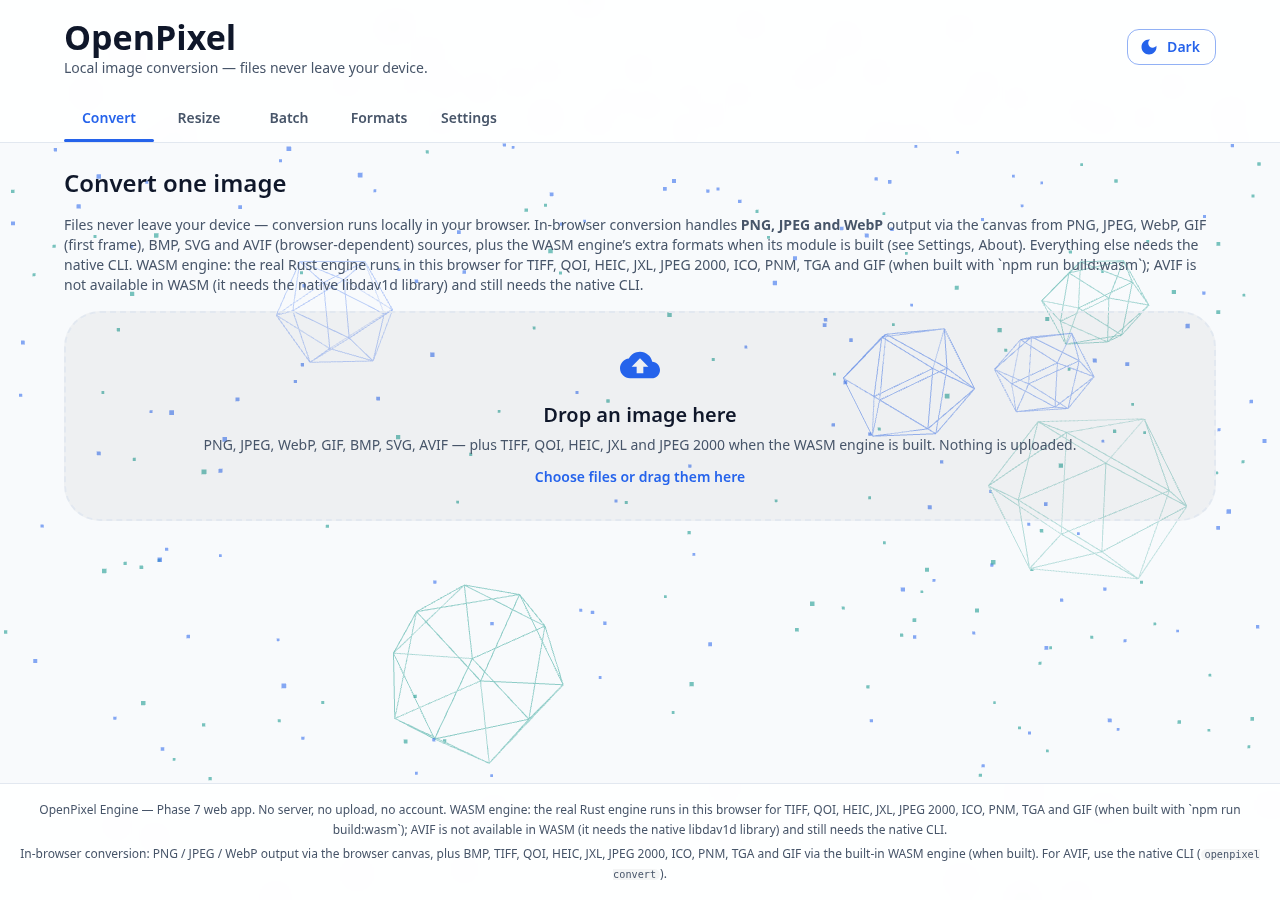 OpenPixel
Local image conversion — files never leave your device.
Dark
Convert
Resize
Batch
Formats
Settings
Convert one image
Files never leave your device — conversion runs locally in your browser. In-browser conversion handles PNG, JPEG and WebP output via the canvas from PNG, JPEG, WebP, GIF
(first frame), BMP, SVG and AVIF (browser-dependent) sources, plus the WASM engine's extra formats when its module is built (see Settings, About). Everything else needs the
native CLI. WASM engine: the real Rust engine runs in this browser for TIFF, QOI, HEIC, JXL, JPEG 2000, ICO, PNM, TGA and GIF (when built with `npm run build:wasm`); AVIF is
not available in WASM (it needs the native libdav1d library) and still needs the native CLI.
Drop an image here
PNG, JPEG, WebP, GIF, BMP, SVG, AVIF — plus TIFF, QOI, HEIC, JXL and JPEG 2000 when the WASM engine is built. Nothing is uploaded.
Choose files or drag them here
OpenPixel Engine — Phase 7 web app. No server, no upload, no account. WASM engine: the real Rust engine runs in this browser for TIFF, QOI, HEIC, JXL, JPEG 2000, ICO, PNM, TGA and GIF (when built with `npm run
build:wasm`); AVIF is not available in WASM (it needs the native libdav1d library) and still needs the native CLI.
In-browser conversion: PNG / JPEG / WebP output via the browser canvas, plus BMP, TIFF, QOI, HEIC, JXL, JPEG 2000, ICO, PNM, TGA and GIF via the built-in WASM engine (when built). For AVIF, use the native CLI ( openpixel
convert ).